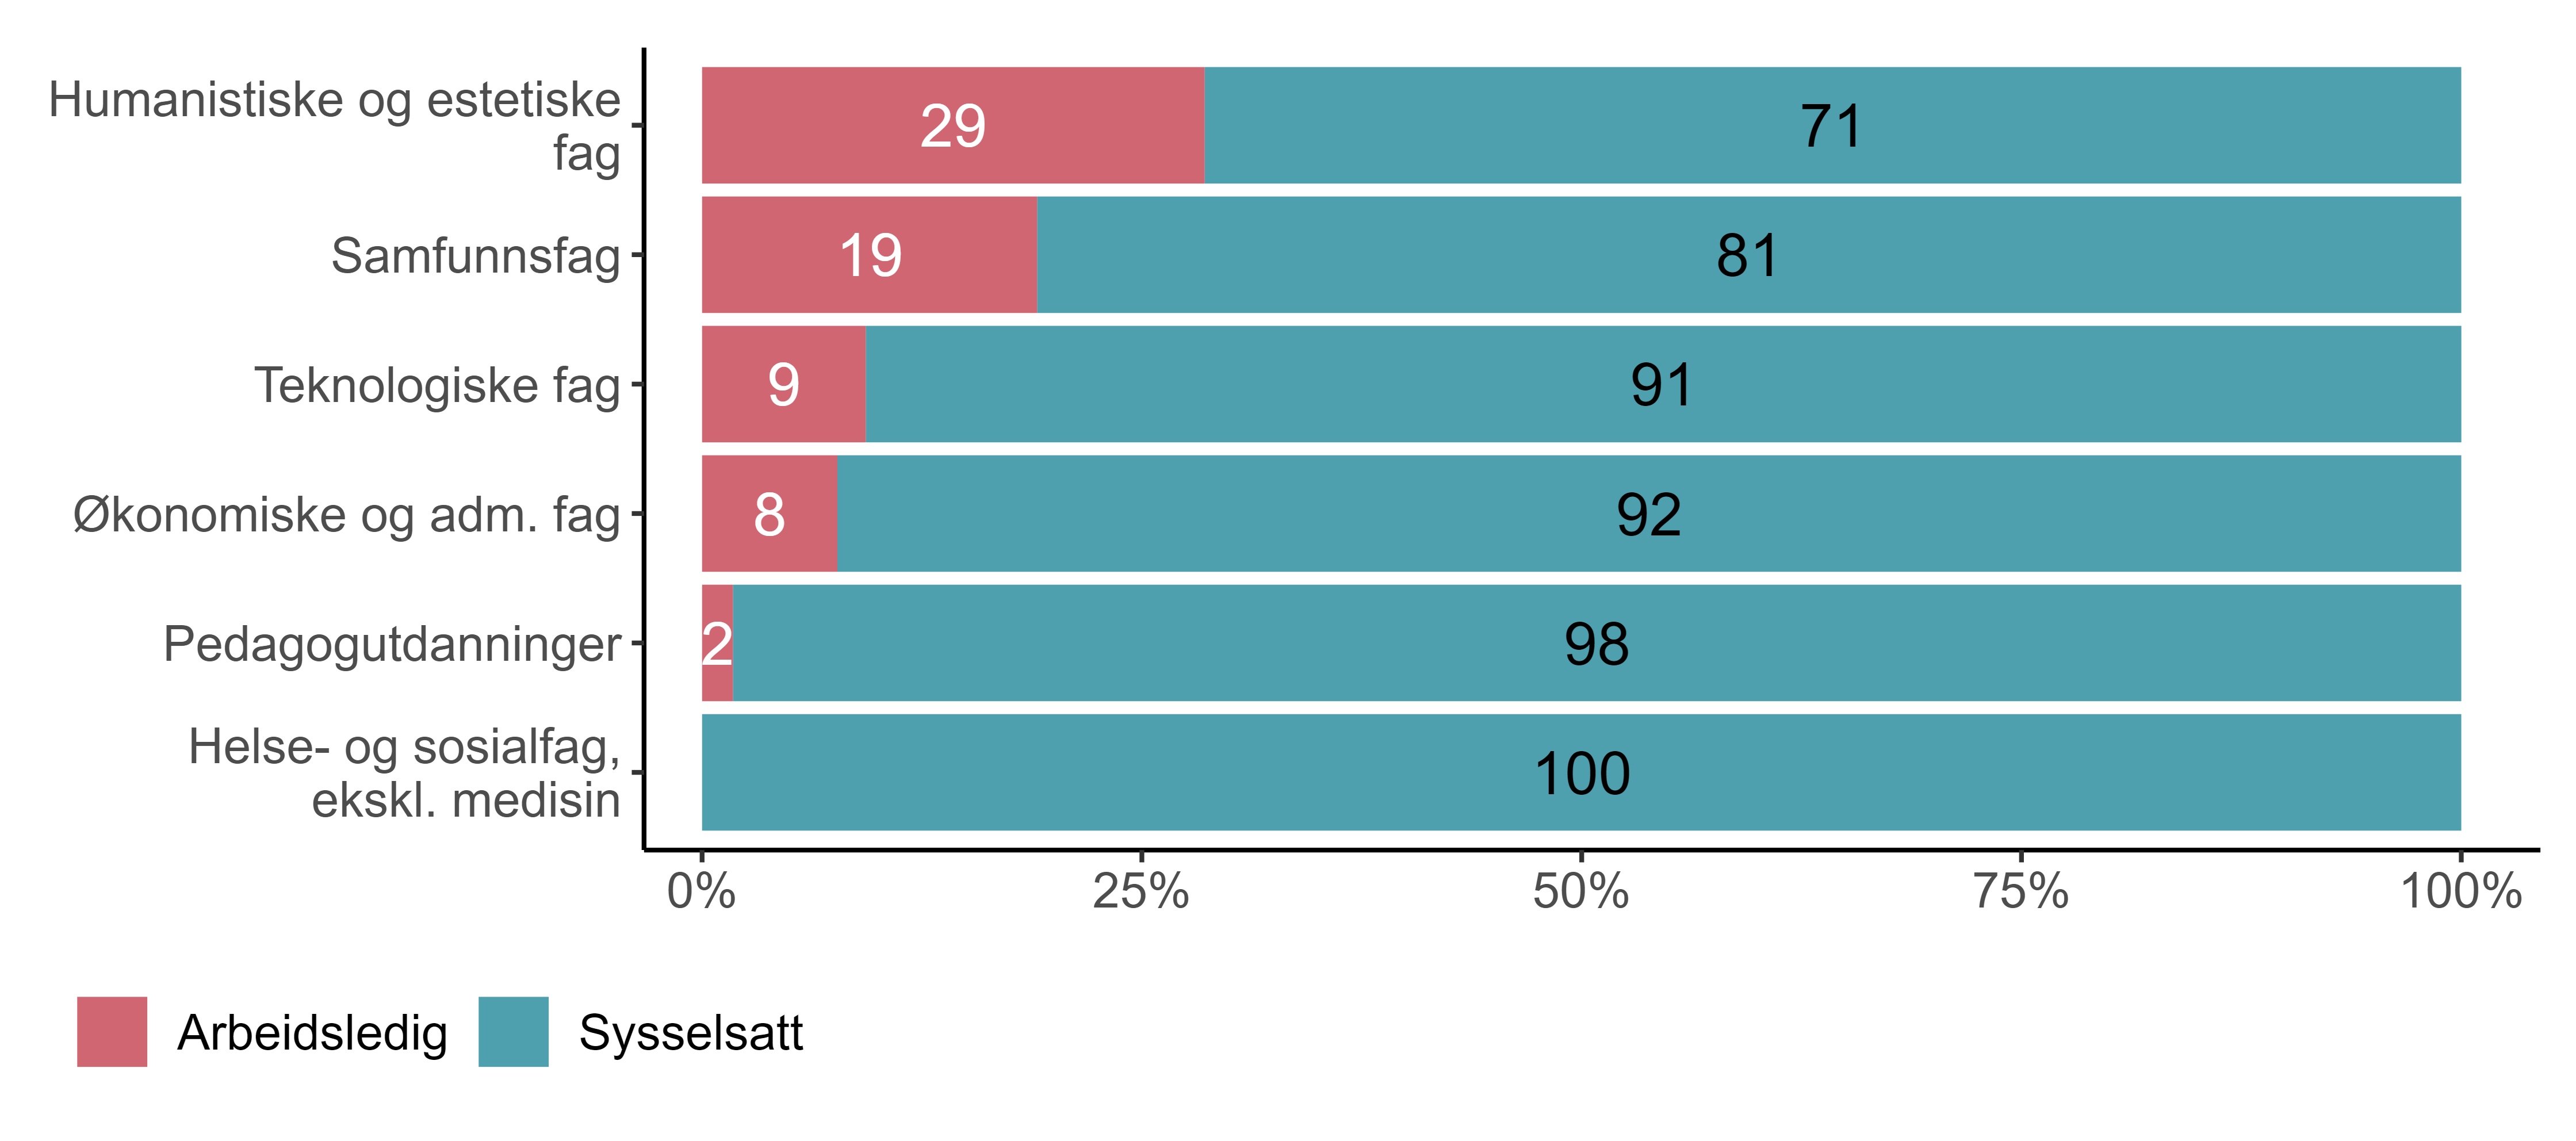 Humanistiske og estetiske
fag
29
71
Samfunnsfag
19
81
Teknologiske fag
9
91
Økonomiske og adm. fag
8
92
Pedagogutdanninger
2
98
Helse- og sosialfag,
ekskl. medisin
100
0%
25%
50%
75%
100%
Arbeidsledig
Sysselsatt